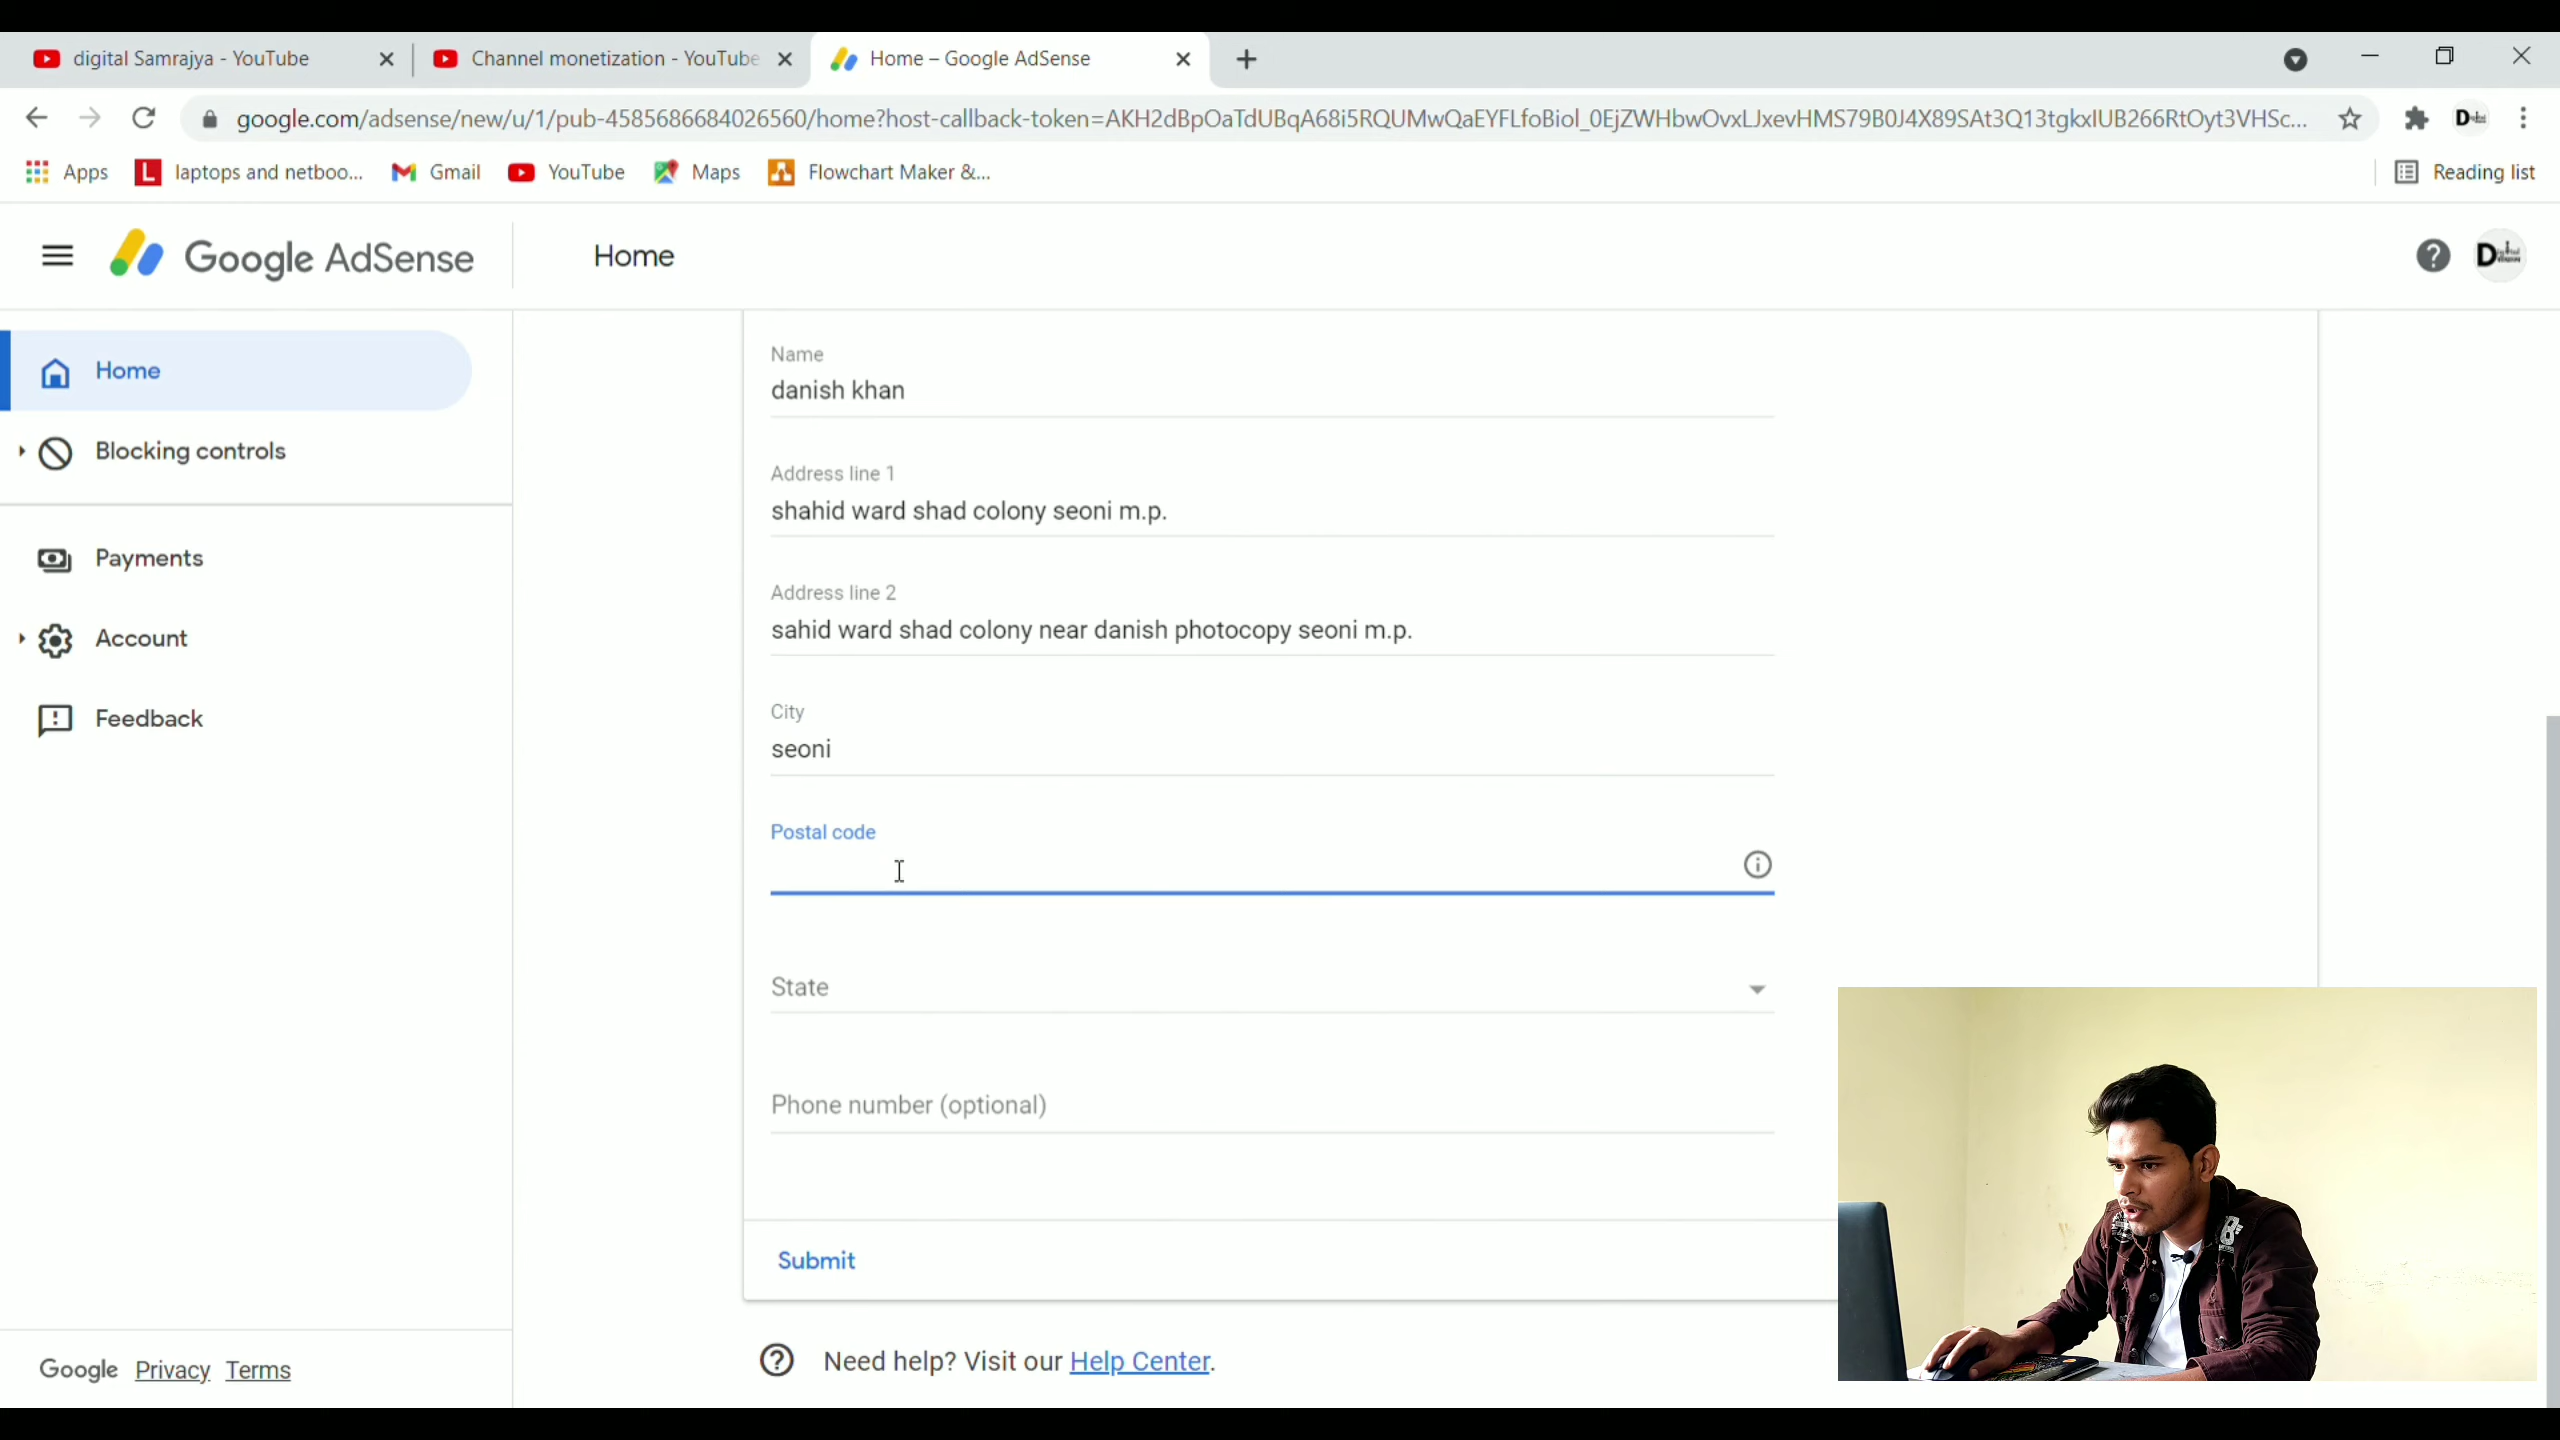 digital Samrajya - YouTube
Channel monetization - YouTube
Home – Google AdSense
google.com/adsense/new/u/1/pub-4585686684026560/home?host-callback-token=AKH2dBpOaTdUBqA68i5RQUMwQaEYFLfoBiol_0EjZWHbwOvxLJxevHMS79B0J4X89SAt3Q13tgkxIUB266RtOyt3VHSc...
Apps
laptops and netboo...
Gmail
YouTube
Maps
Flowchart Maker &...
Reading list
Google AdSense
Home
Home
Blocking controls
Payments
Account
Feedback
Name
danish khan
Address line 1
shahid ward shad colony seoni m.p.
Address line 2
sahid ward shad colony near danish photocopy seoni m.p.
City
seoni
Postal code
State
Phone number (optional)
Submit
Need help? Visit our Help Center.
Google Privacy Terms